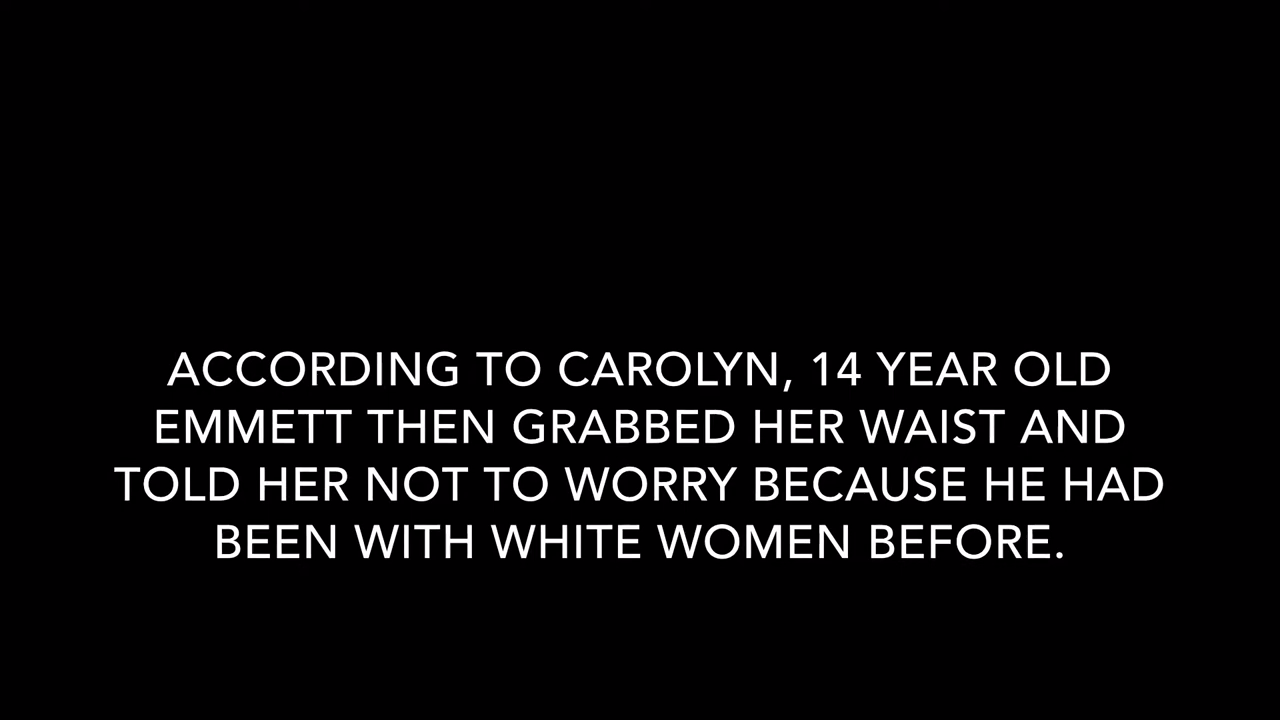 ACCORDING TO CAROLYN, 14 YEAR OLD
EMMETT THEN GRABBED HER WAIST AND
TOLD HER NOT TO WORRY BECAUSE HE HAD
BEEN WITH WHITE WOMEN BEFORE.